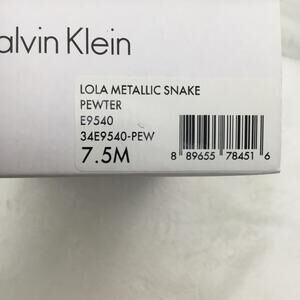 alvin Klein
LOLA METALLIC SNAKE
PEWTER
E9540
34E9540-PEW
7.5M
8 89655 78451 6